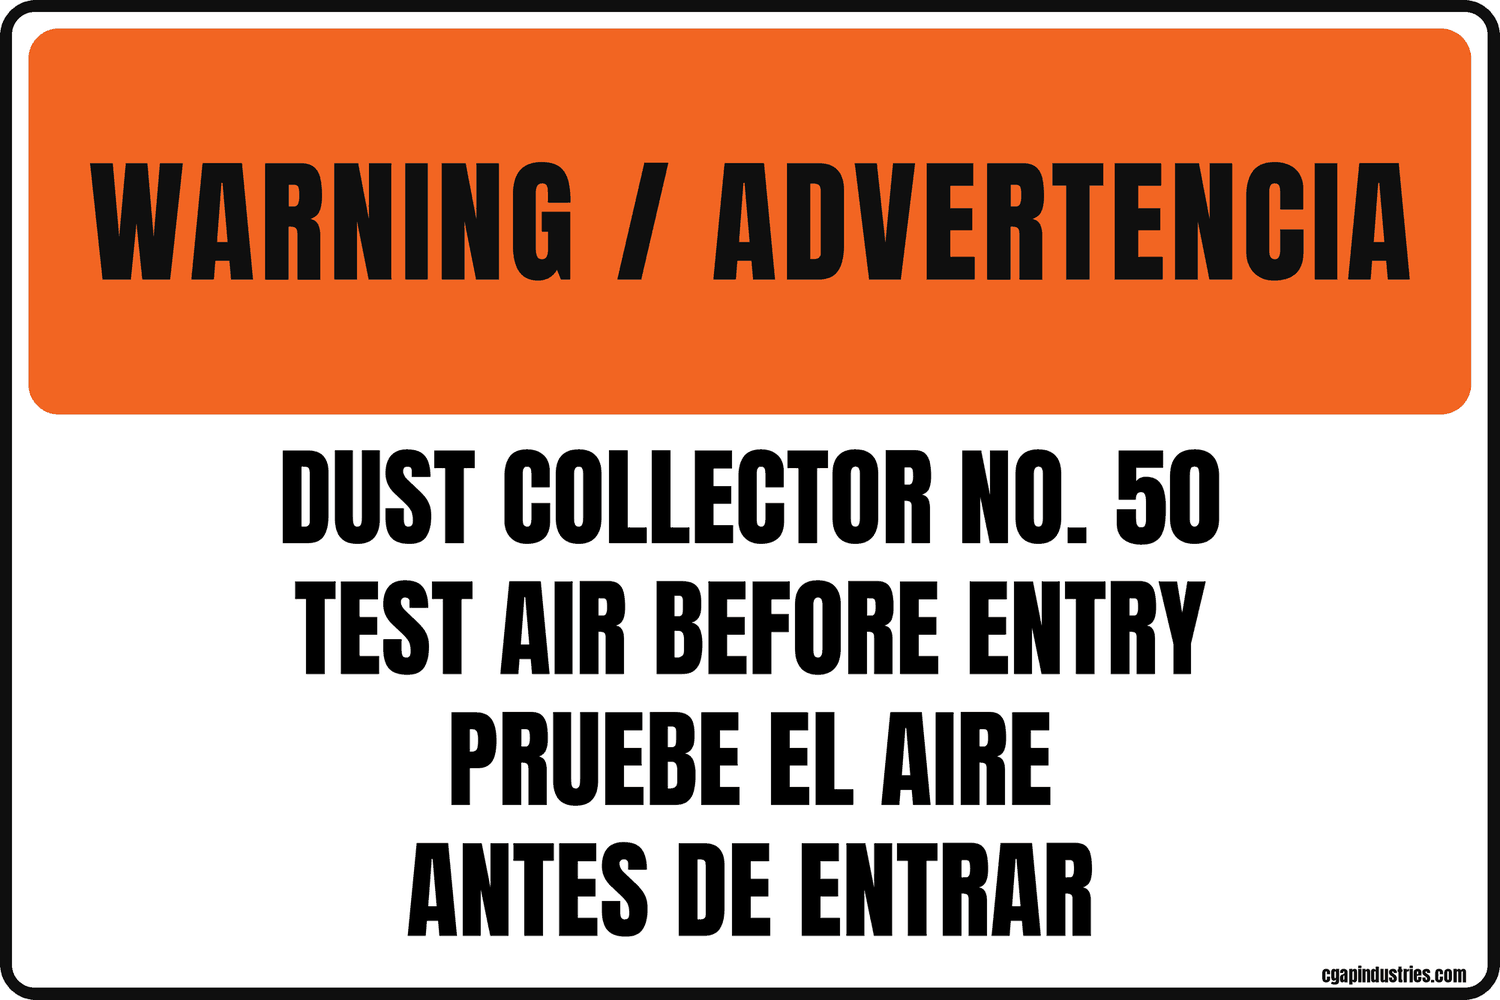 WARNING / ADVERTENCIA
DUST COLLECTOR NO. 50
TEST AIR BEFORE ENTRY
PRUEBE EL AIRE
ANTES DE ENTRAR
cgapindustries.com